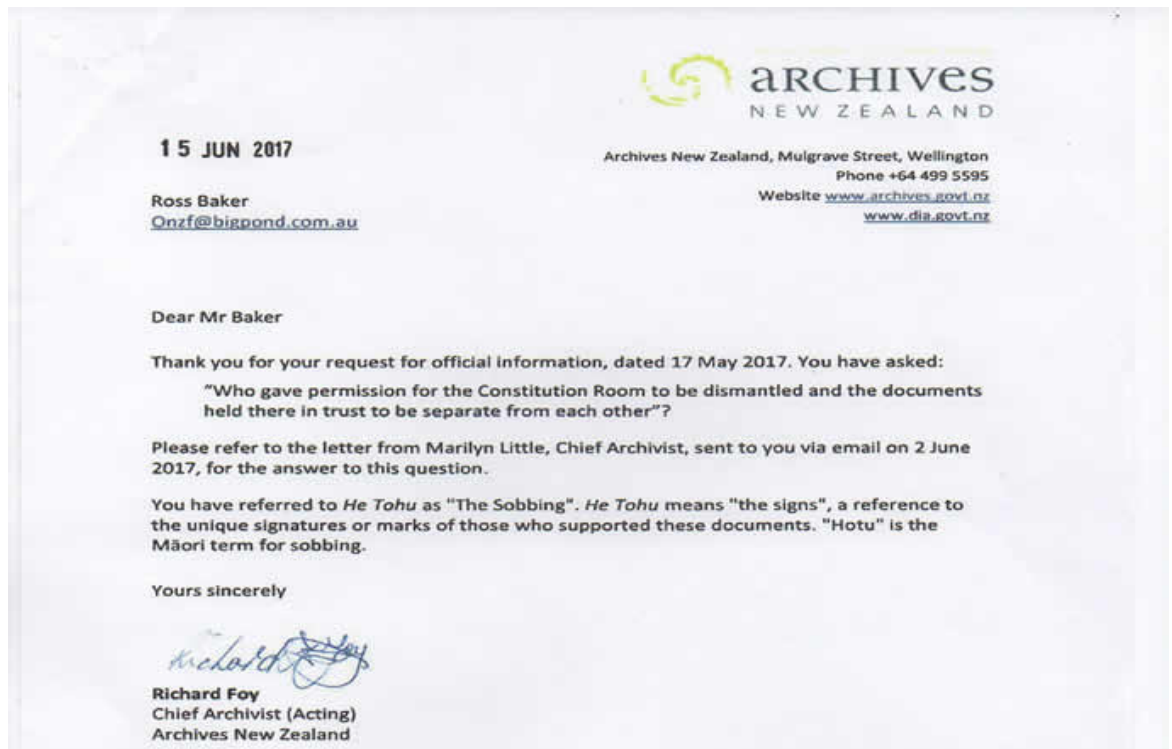 aRCHIVes
NEW ZEALAND
15 JUN 2017
Archives New Zealand, Mulgrave Street, Wellington
Phone +64 499 5595
Website www.archives.govt.nz
www.dia.govt.nz
Ross Baker
Onzf@bigpond.com.au
Dear Mr Baker
Thank you for your request for official information, dated 17 May 2017. You have asked:
"Who gave permission for the Constitution Room to be dismantled and the documents
held there in trust to be separate from each other"?
Please refer to the letter from Marilyn Little, Chief Archivist, sent to you via email on 2 June
2017, for the answer to this question.
You have referred to He Tohu as "The Sobbing". He Tohu means "the signs", a reference to
the unique signatures or marks of those who supported these documents. "Hotu" is the
Māori term for sobbing.
Yours sincerely
Richard Foy
Richard Foy
Chief Archivist (Acting)
Archives New Zealand